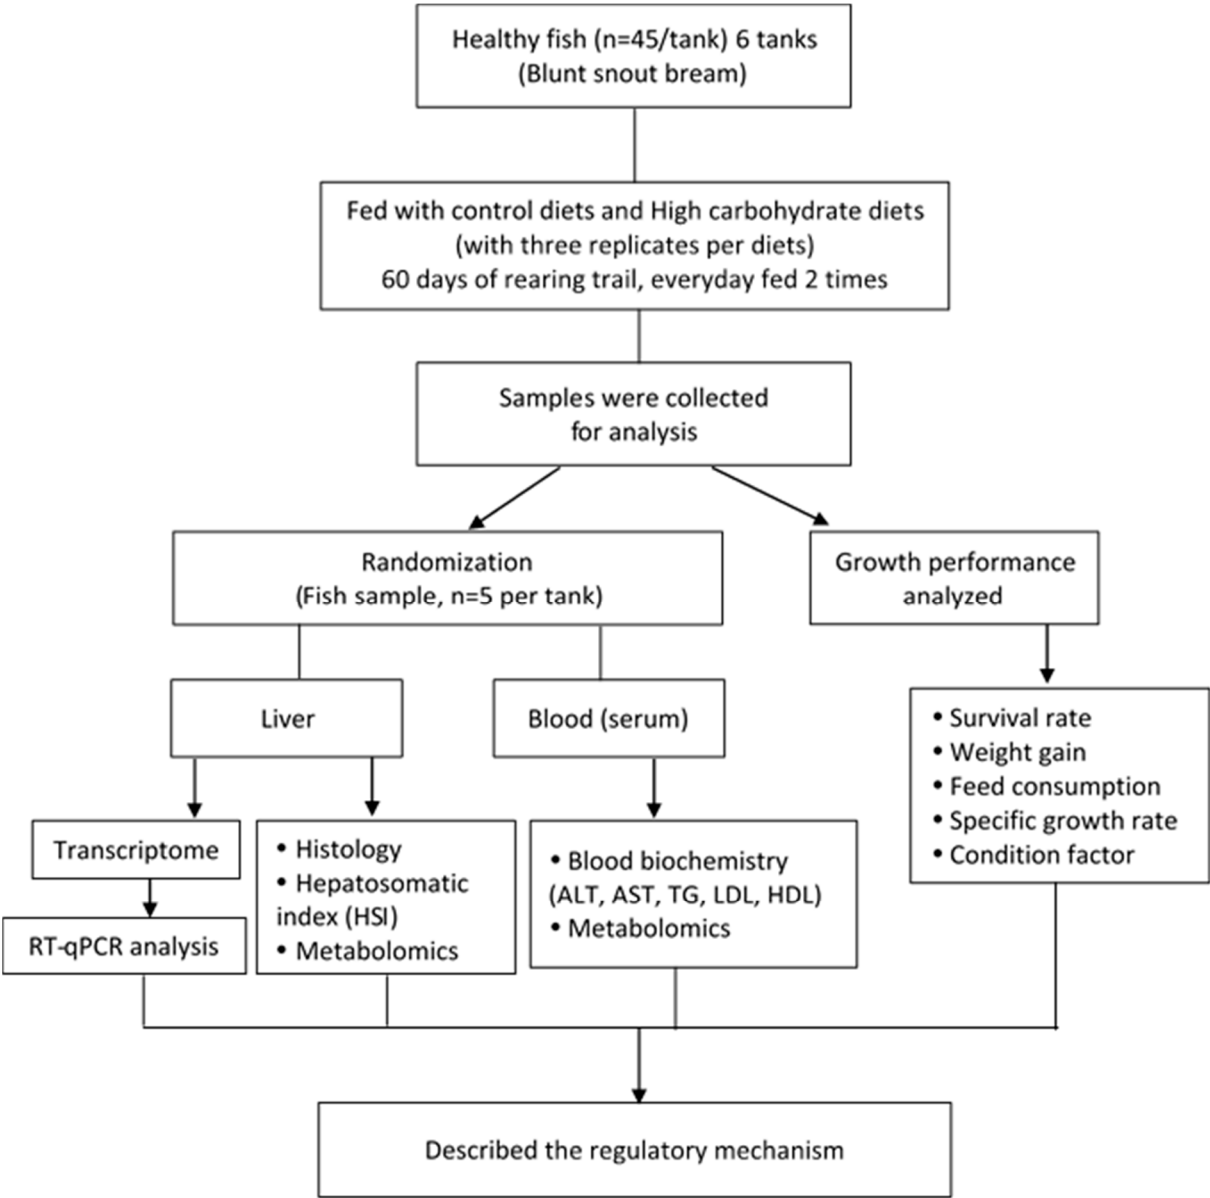 Healthy fish (n=45/tank) 6 tanks
(Blunt snout bream)
Fed with control diets and High carbohydrate diets
(with three replicates per diets)
60 days of rearing trail, everyday fed 2 times
Samples were collected
for analysis
Randomization
(Fish sample, n=5 per tank)
Growth performance
analyzed
Liver
Blood (serum)
• Survival rate
• Weight gain
• Feed consumption
• Specific growth rate
• Condition factor
Transcriptome
RT-qPCR analysis
• Histology
• Hepatosomatic
index (HSI)
• Metabolomics
• Blood biochemistry
(ALT, AST, TG, LDL, HDL)
• Metabolomics
Described the regulatory mechanism